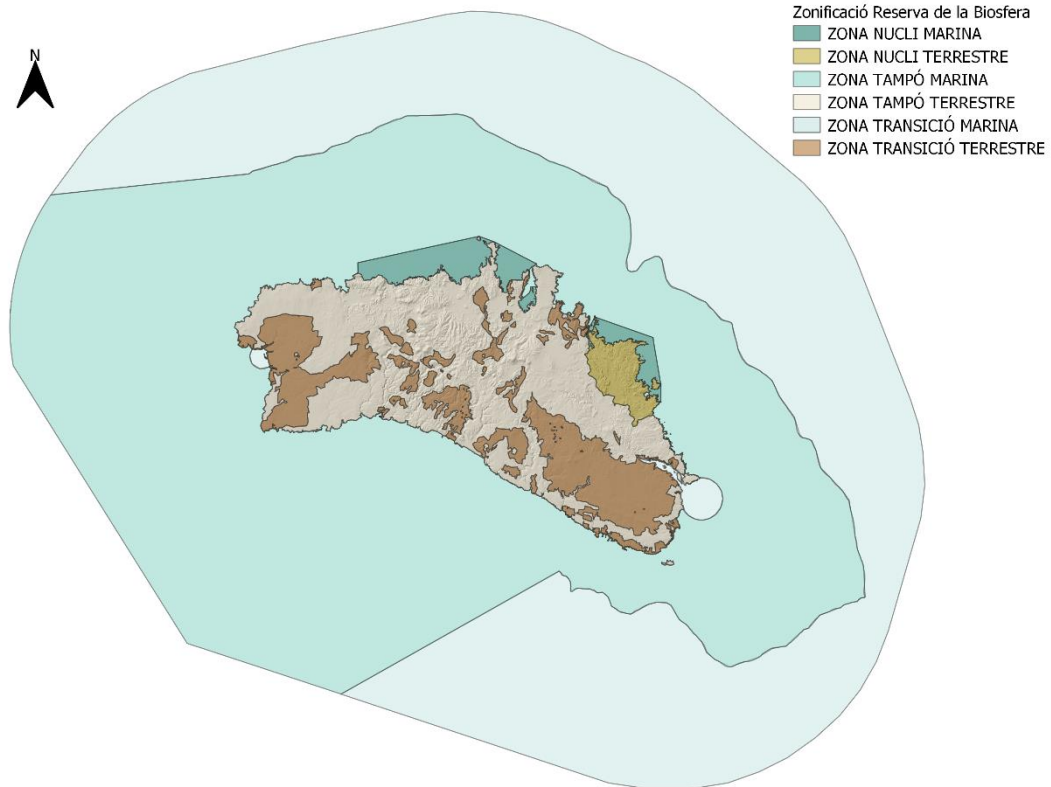 Zonificació Reserva de la Biosfera
ZONA NUCLI MARINA
ZONA NUCLI TERRESTRE
ZONA TAMPÓ MARINA
ZONA TAMPÓ TERRESTRE
ZONA TRANSICIÓ MARINA
ZONA TRANSICIÓ TERRESTRE
N